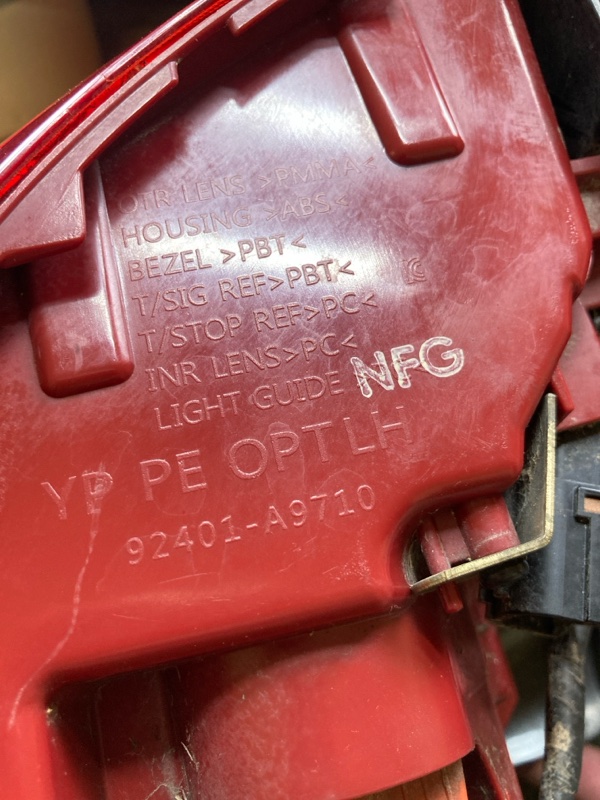 OTR LENS >PMMA<
HOUSING >ABS<
BEZEL >PBT<
T/SIG REF>PBT<
T/STOP REF>PC<
INR LENS>PC<
LIGHT GUIDE
NFG
YP PE OPT LH
92401-A9710